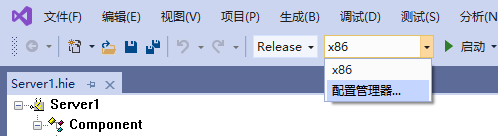 文件(F) 编辑(E) 视图(V) 项目(P) 生成(B) 调试(D) 测试(S) 分析(N
Release x86 启动
x86
配置管理器...
Server1.hie
Server1
Component